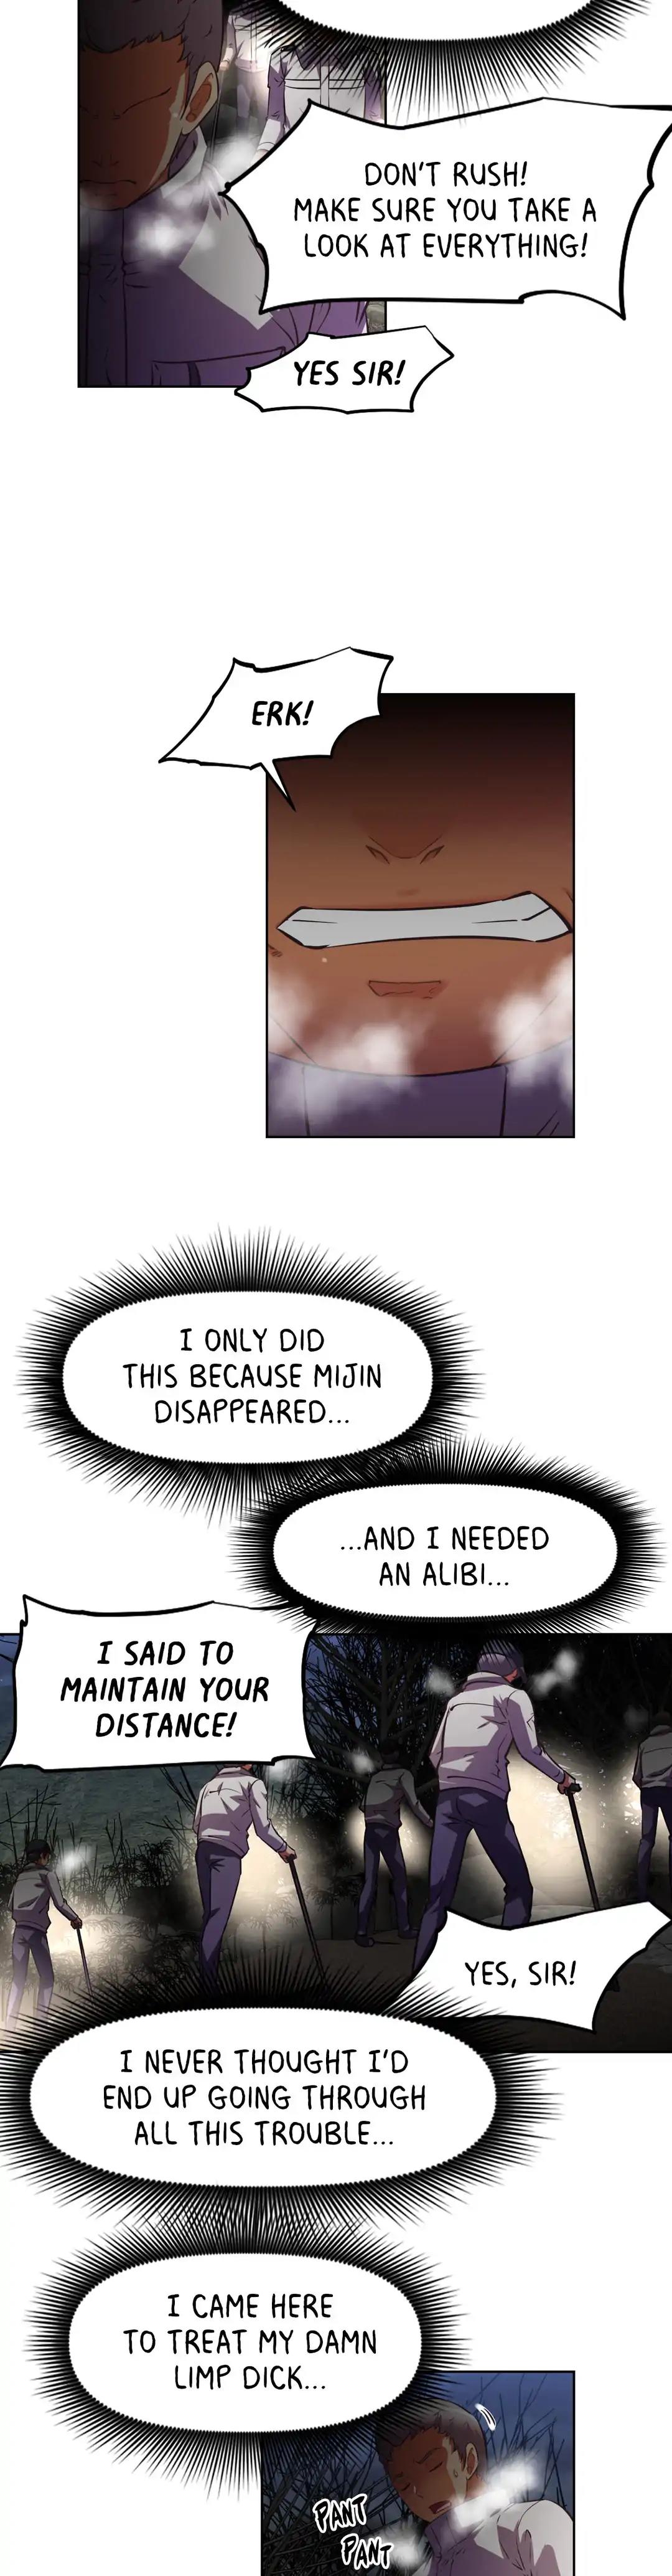 DON'T RUSH!
MAKE SURE YOU TAKE A
LOOK AT EVERYTHING!
YES SIR!
ERK!
I ONLY DID
THIS BECAUSE MIJIN
DISAPPEARED...
...AND I NEEDED
AN ALIBI...
I SAID TO
MAINTAIN YOUR
DISTANCE!
YES, SIR!
I NEVER THOUGHT I'D
END UP GOING THROUGH
ALL THIS TROUBLE...
I CAME HERE
TO TREAT MY DAMN
LIMP DICK...
PANT
PANT